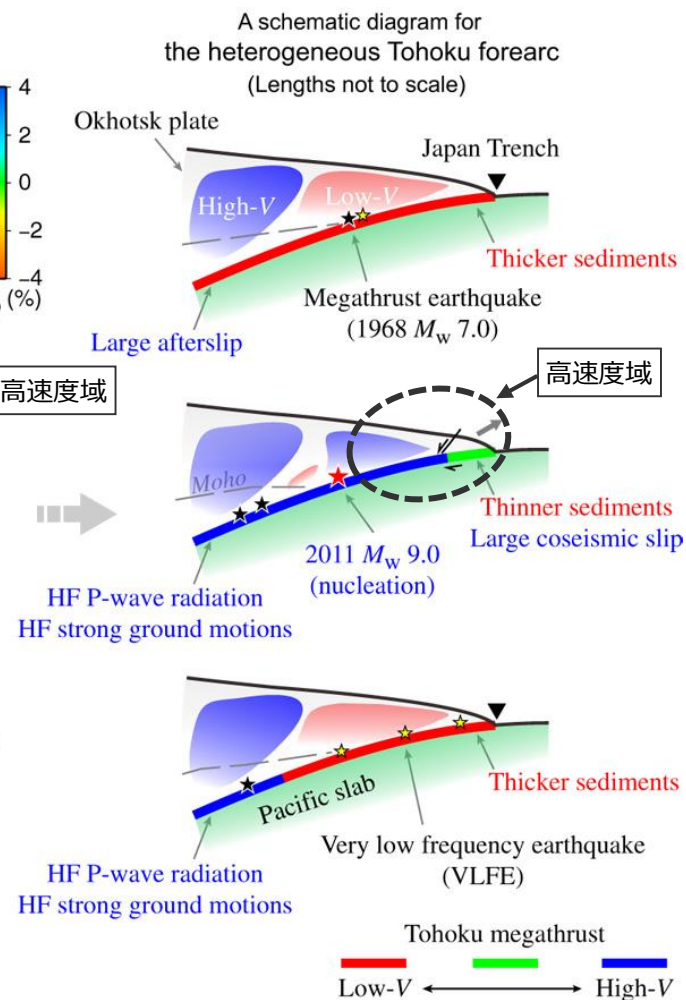 A schematic diagram for
the heterogeneous Tohoku forearc
(Lengths not to scale)
4
2
0
−2
−4
(%)
Okhotsk plate
Japan Trench
High-V
Low-V
Thicker sediments
Megathrust earthquake
(1968 Mw 7.0)
Large afterslip
高速度域
高速度域
Moho
Thinner sediments
Large coseismic slip
2011 Mw 9.0
(nucleation)
HF P-wave radiation
HF strong ground motions
Thicker sediments
Pacific slab
Very low frequency earthquake
(VLFE)
HF P-wave radiation
HF strong ground motions
Tohoku megathrust
Low-V
High-V